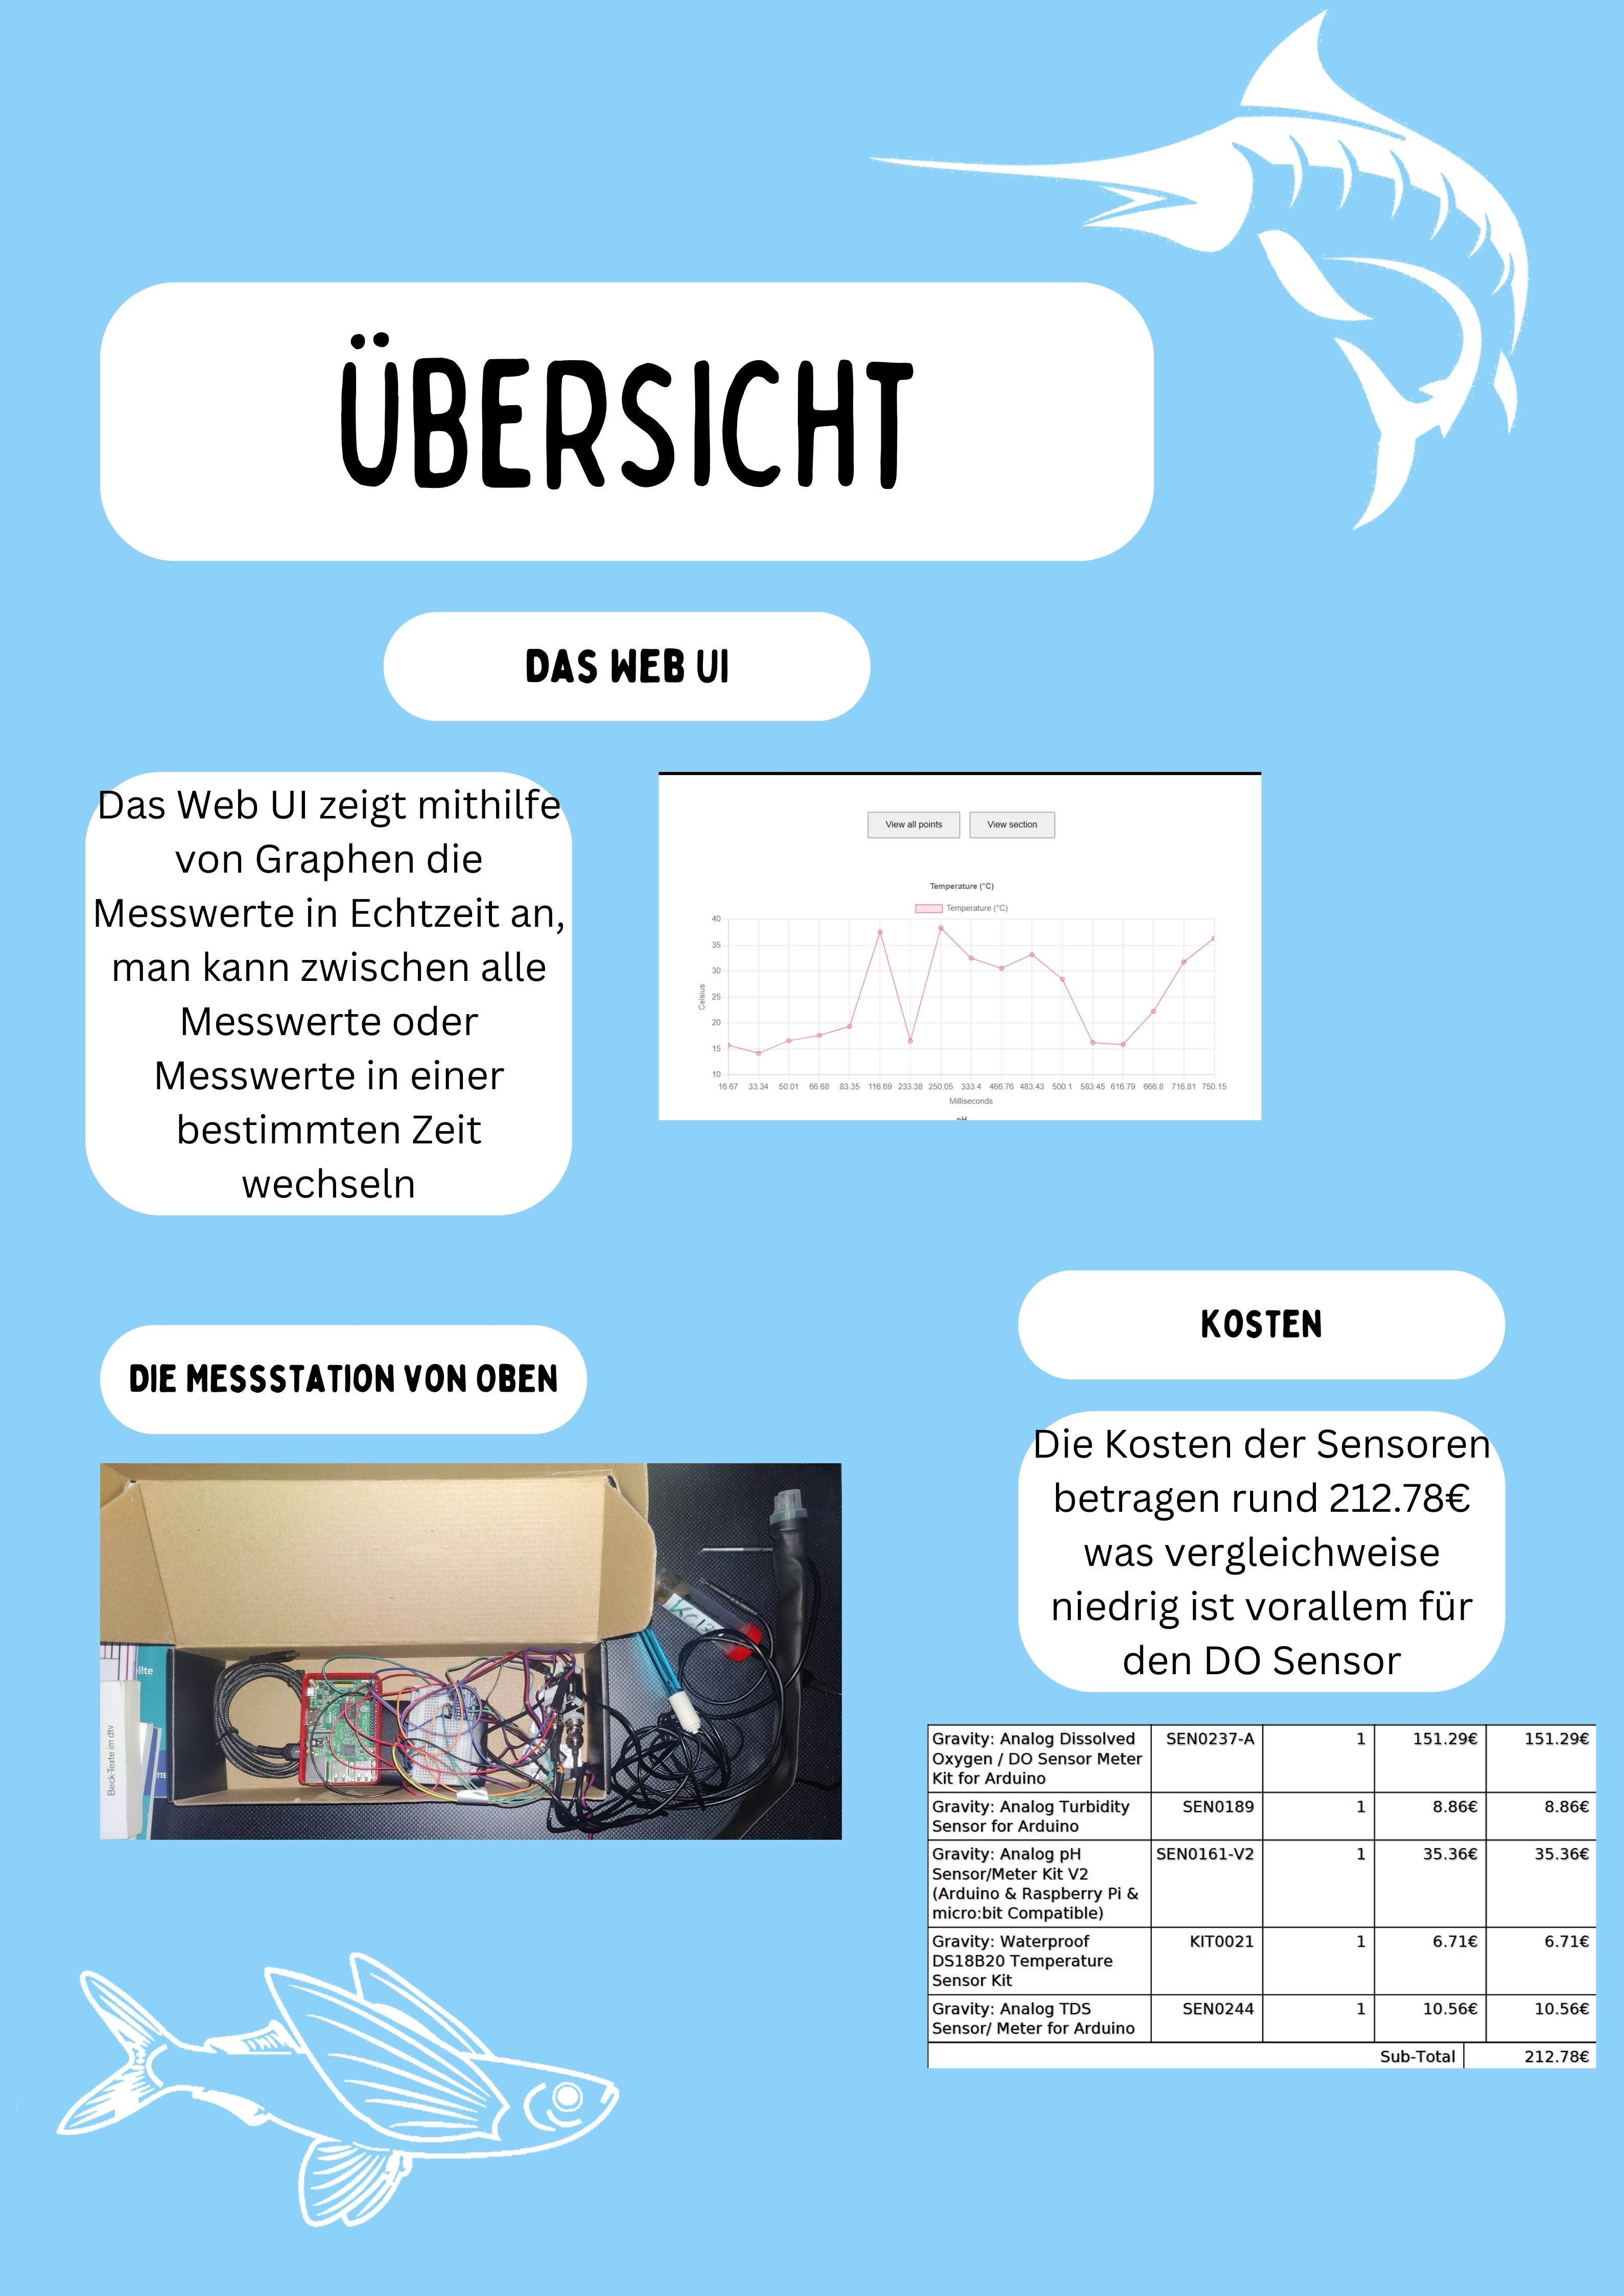 ÜBERSICHT
DAS WEB UI
Das Web UI zeigt mithilfe
von Graphen die
Messwerte in Echtzeit an,
man kann zwischen alle
Messwerte oder
Messwerte in einer
bestimmten Zeit
wechseln
View all points View section
Temperature (°C)
Temperature (°C)
40
35
30
25
20
15
10
Celsius
16.67 33.34 50.01 66.68 83.35 116.69 233.38 250.05 333.4 466.76 483.43 500.1 583.45 616.79 666.8 716.81 750.15
Milliseconds
pH
DIE MESSSTATION VON OBEN
Beck-Texte im dtv
KOSTEN
Die Kosten der Sensoren
betragen rund 212.78€
was vergleichweise
niedrig ist vorallem für
den DO Sensor
Gravity: Analog Dissolved SEN0237-A 1 151.29€ 151.29€
Oxygen / DO Sensor Meter
Kit for Arduino
Gravity: Analog Turbidity SEN0189 1 8.86€ 8.86€
Sensor for Arduino
Gravity: Analog pH SEN0161-V2 1 35.36€ 35.36€
Sensor/Meter Kit V2
(Arduino & Raspberry Pi &
micro:bit Compatible)
Gravity: Waterproof KIT0021 1 6.71€ 6.71€
DS18B20 Temperature
Sensor Kit
Gravity: Analog TDS SEN0244 1 10.56€ 10.56€
Sensor/ Meter for Arduino
Sub-Total 212.78€